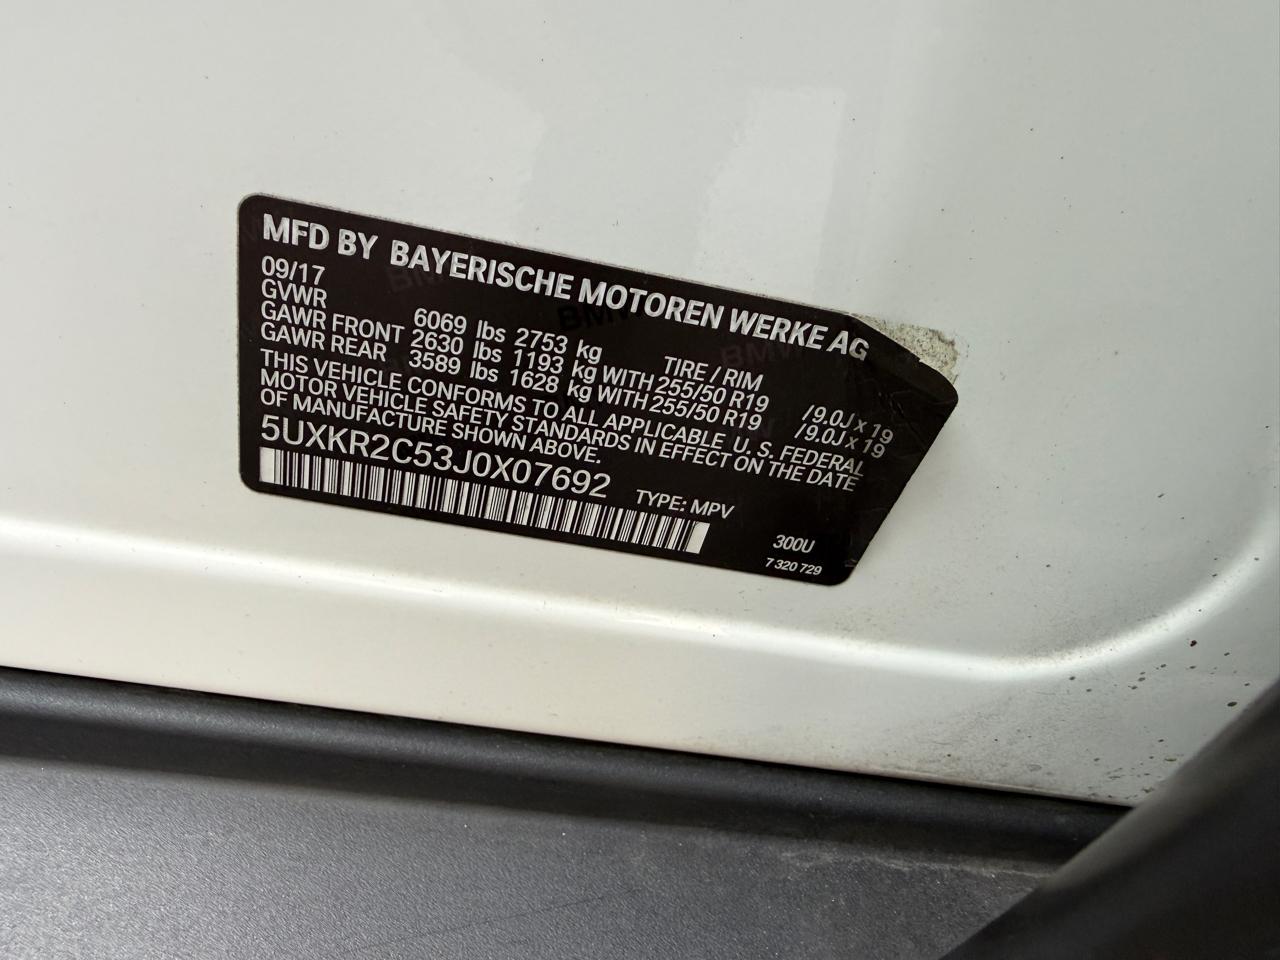 MFD BY BAYERISCHE MOTOREN WERKE AG
09/17
GVWR 6069 lbs 2753 kg TIRE / RIM
GAWR FRONT 2630 lbs 1193 kg WITH 255/50 R19 /9.0J x 19
GAWR REAR 3589 lbs 1628 kg WITH 255/50 R19 /9.0J x 19
THIS VEHICLE CONFORMS TO ALL APPLICABLE U. S. FEDERAL
MOTOR VEHICLE SAFETY STANDARDS IN EFFECT ON THE DATE
OF MANUFACTURE SHOWN ABOVE.
5UXKR2C53J0X07692 TYPE: MPV
300U
7 320 729